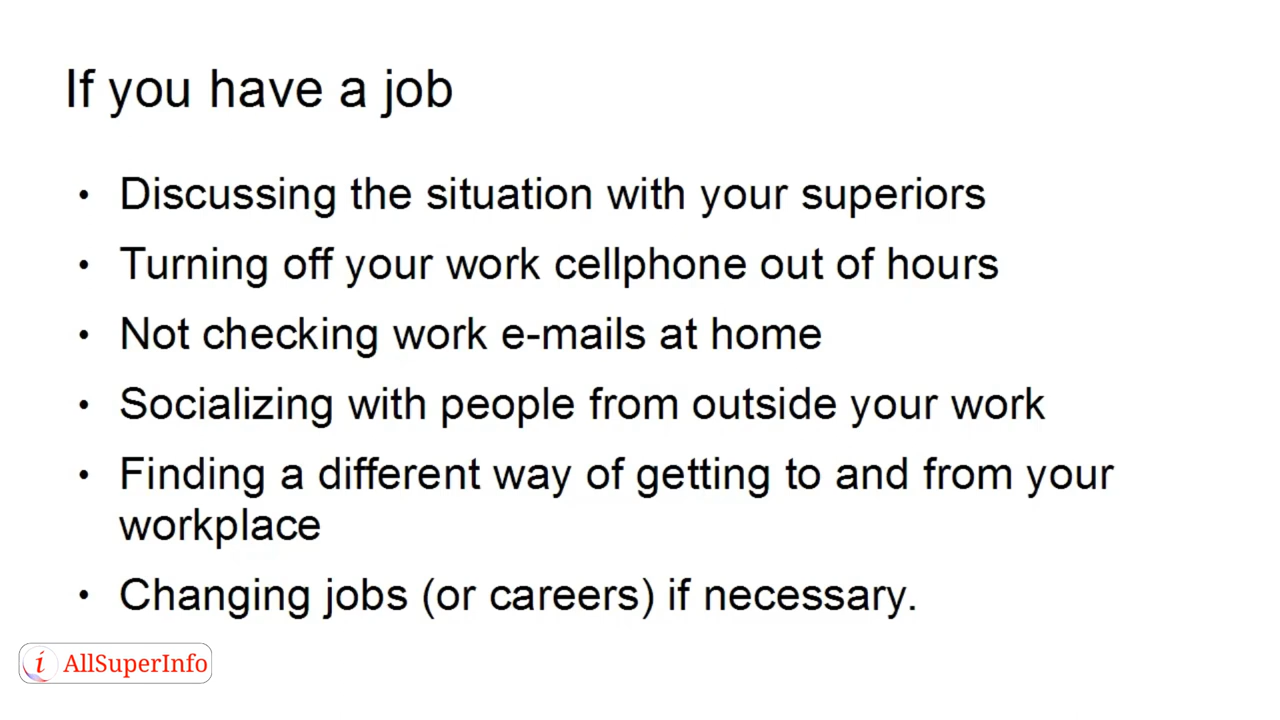 If you have a job
• Discussing the situation with your superiors
• Turning off your work cellphone out of hours
• Not checking work e-mails at home
• Socializing with people from outside your work
• Finding a different way of getting to and from your
workplace
• Changing jobs (or careers) if necessary.
i AllSuperInfo